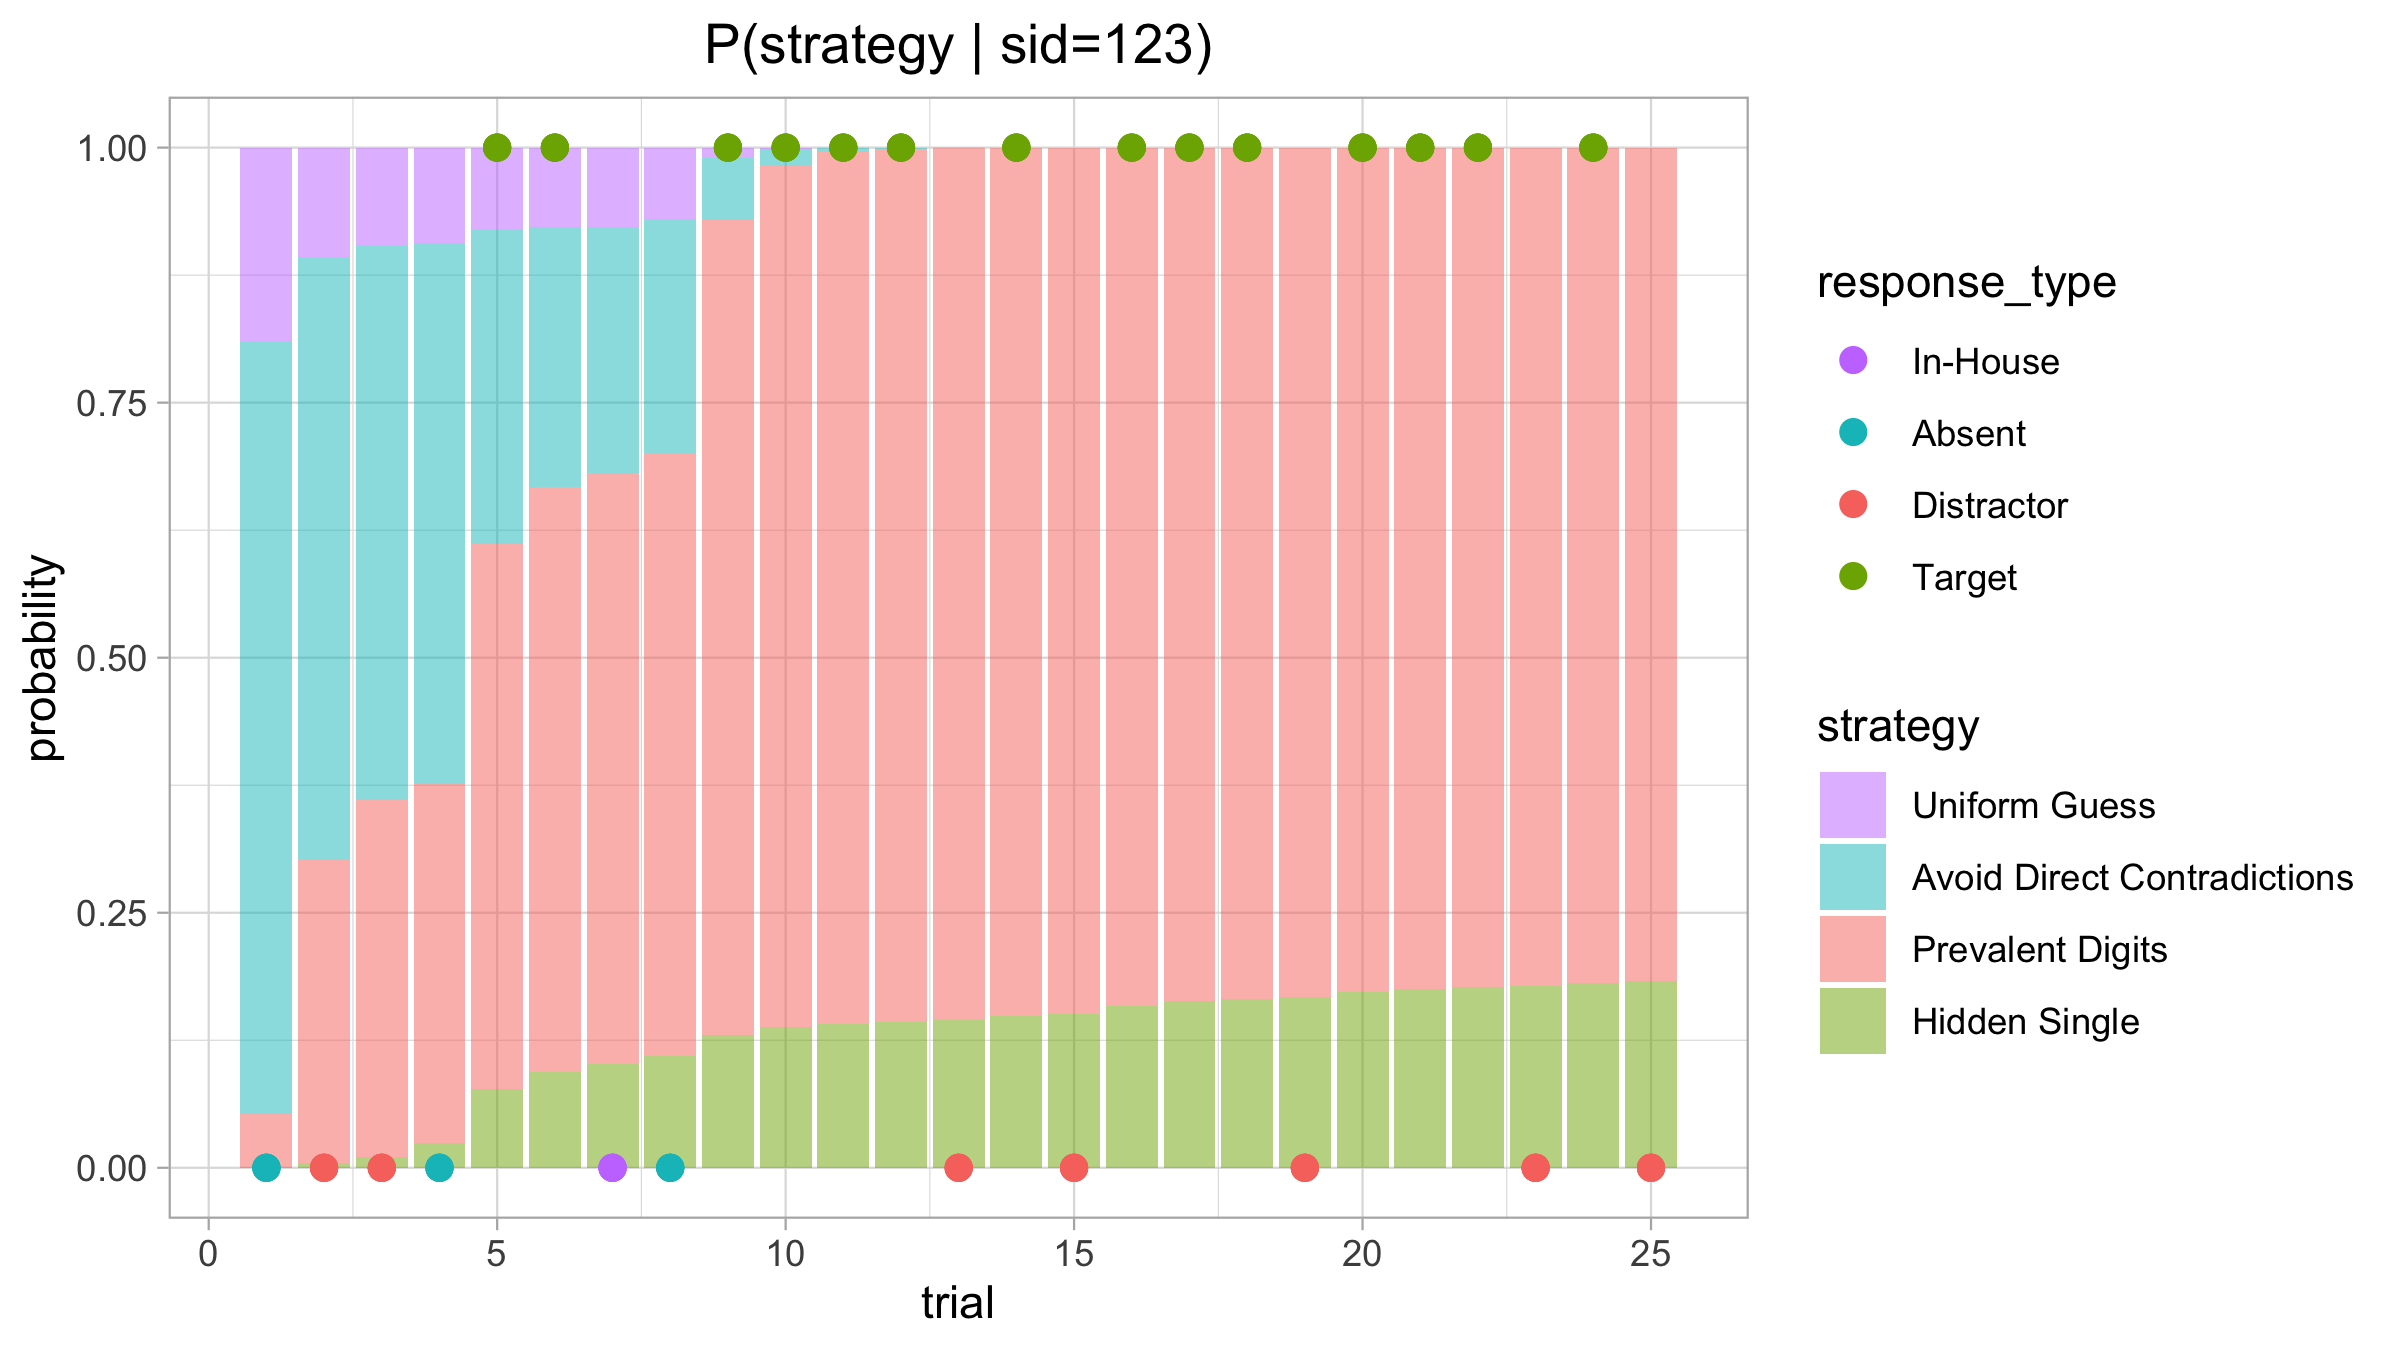 P(strategy | sid=123)
1.00
0.75
0.50
0.25
0.00
probability
0 5 10 15 20 25
trial
response_type
In-House
Absent
Distractor
Target
strategy
Uniform Guess
Avoid Direct Contradictions
Prevalent Digits
Hidden Single